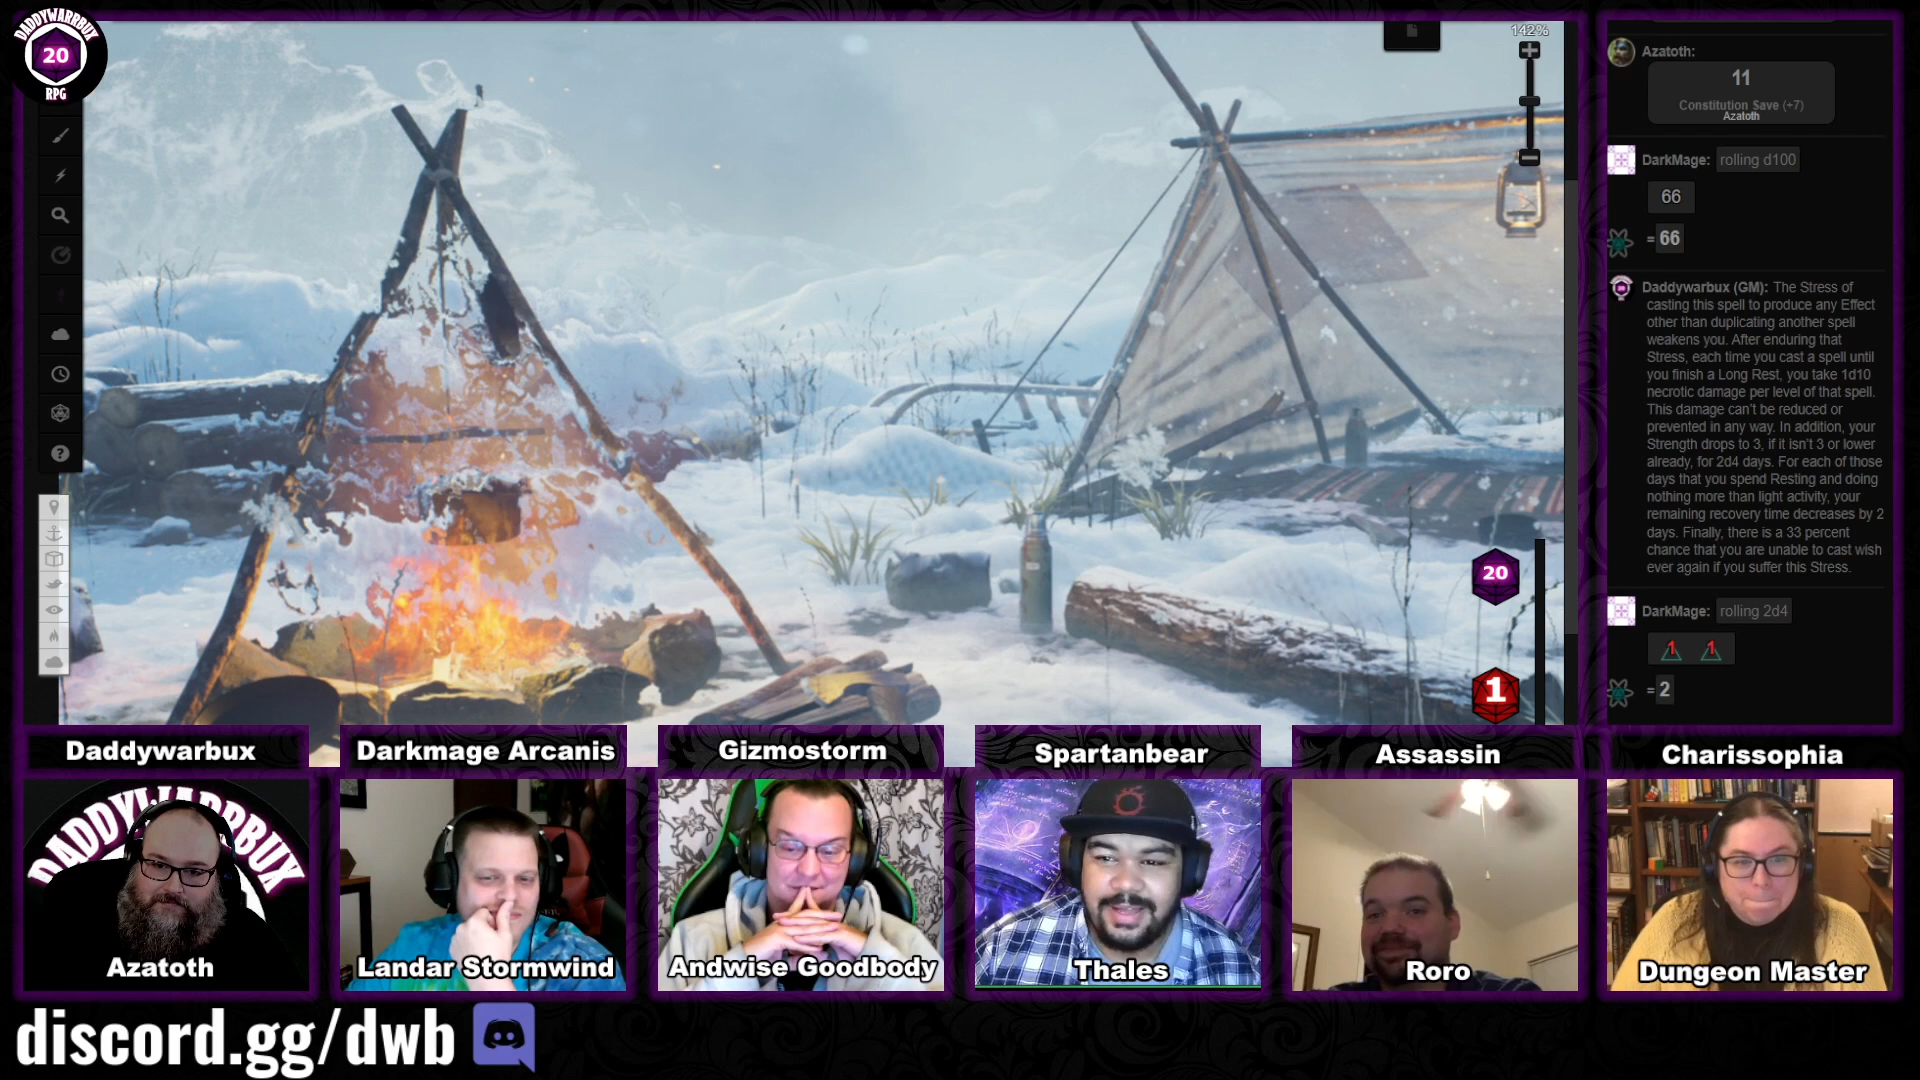 DADDYWARRBUX
20
RPG
142%
Azatoth:
11
Constitution Save (+7)
Azatoth
DarkMage: rolling d100
66
= 66
Daddywarbux (GM): The Stress of
casting this spell to produce any Effect
other than duplicating another spell
weakens you. After enduring that
Stress, each time you cast a spell until
you finish a Long Rest, you take 1d10
necrotic damage per level of that spell.
This damage can't be reduced or
prevented in any way. In addition, your
Strength drops to 3, if it isn't 3 or lower
already, for 2d4 days. For each of those
days that you spend Resting and doing
nothing more than light activity, your
remaining recovery time decreases by 2
days. Finally, there is a 33 percent
chance that you are unable to cast wish
ever again if you suffer this Stress.
DarkMage: rolling 2d4
1 1
= 2
20
1
Daddywarbux
Darkmage Arcanis
Gizmostorm
Spartanbear
Assassin
Charissophia
DADDYWARRBUX
Azatoth
Landar Stormwind
Andwise Goodbody
Thales
Roro
Dungeon Master
discord.gg/dwb